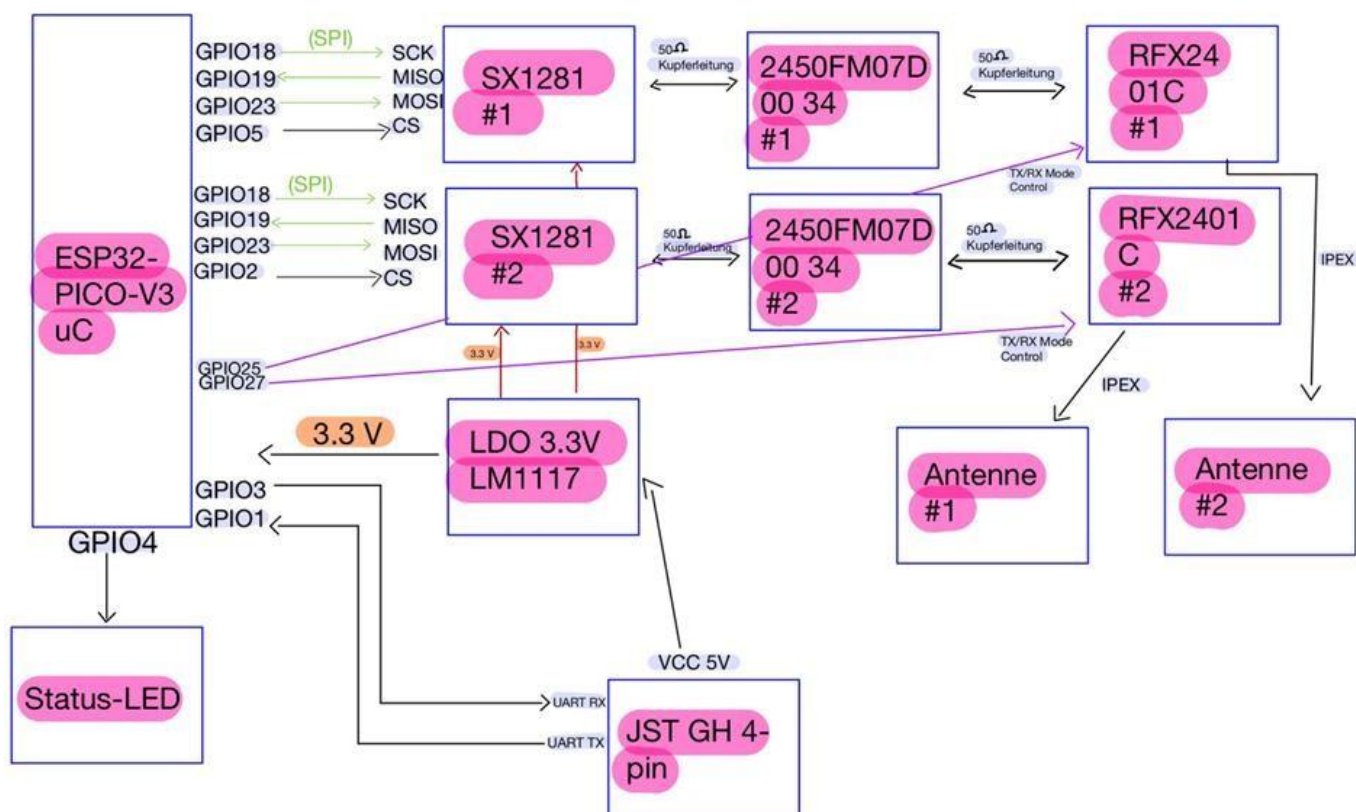 GPIO18
(SPI)
SCK
GPIO19
MISO
GPIO23
MOSI
GPIO5
CS
SX1281
#1
50Ω
Kupferleitung
2450FM07D
00 34
#1
50Ω
Kupferleitung
RFX24
01C
#1
GPIO18
(SPI)
SCK
GPIO19
MISO
GPIO23
MOSI
GPIO2
CS
SX1281
#2
50Ω
Kupferleitung
2450FM07D
00 34
#2
TX/RX Mode
Control
50Ω
Kupferleitung
RFX2401
C
#2
ESP32-
PICO-V3
uC
IPEX
GPIO25
GPIO27
3.3 V
3.3 V
TX/RX Mode
Control
IPEX
3.3 V
LDO 3.3V
LM1117
Antenne
#1
Antenne
#2
GPIO3
GPIO1
GPIO4
VCC 5V
Status-LED
UART RX
UART TX
JST GH 4-
pin